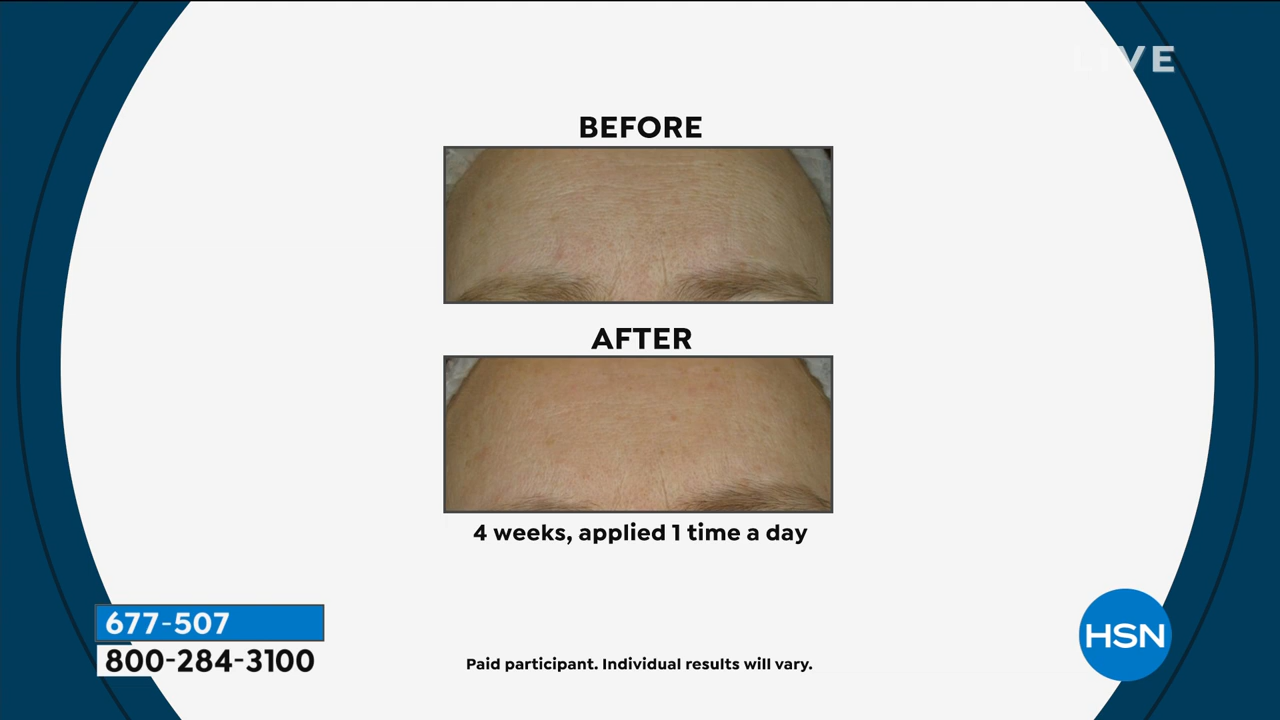 LIVE
BEFORE
AFTER
4 weeks, applied 1 time a day
677-507
800-284-3100
Paid participant. Individual results will vary.
HSN